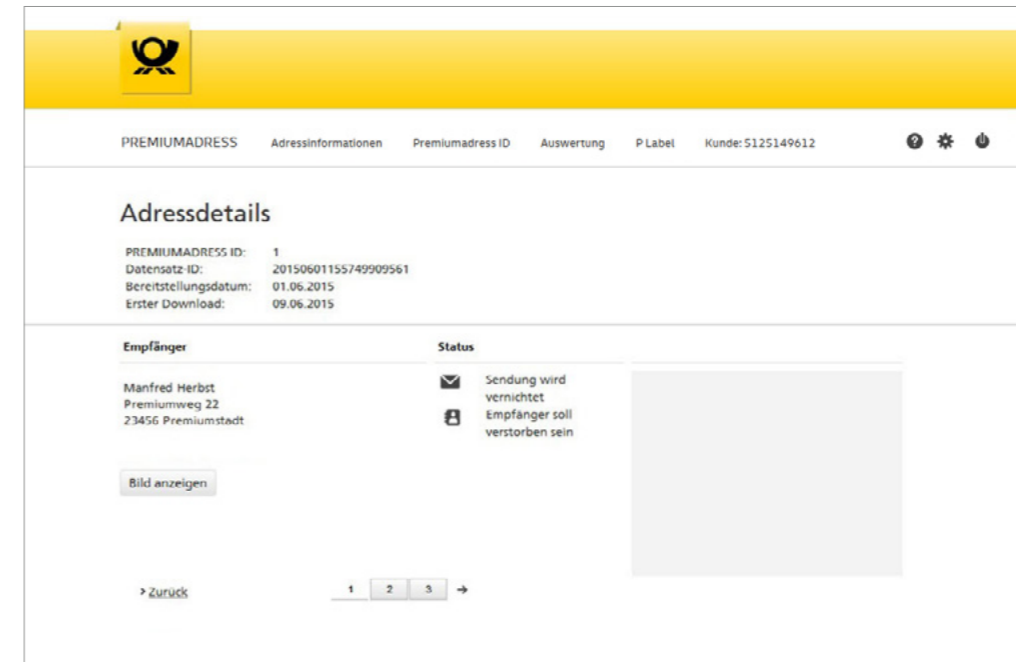 PREMIUMADRESS Adressinformationen Premiumadress ID Auswertung P Label Kunde: 5125149612
Adressdetails
PREMIUMADRESS ID: 1
Datensatz-ID: 20150601155749909561
Bereitstellungsdatum: 01.06.2015
Erster Download: 09.06.2015
Empfänger
Manfred Herbst
Premiumweg 22
23456 Premiumstadt
Bild anzeigen
Status
Sendung wird
vernichtet
Empfänger soll
verstorben sein
> Zurück
1 2 3 →